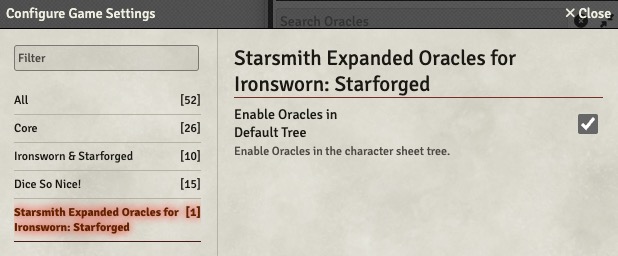 Configure Game Settings
Search Oracles
Close
Filter
All [52]
Core [26]
Ironsworn & Starforged [10]
Dice So Nice! [15]
Starsmith Expanded Oracles for [1]
Ironsworn: Starforged
Starsmith Expanded Oracles for
Ironsworn: Starforged
Enable Oracles in
Default Tree
Enable Oracles in the character sheet tree.